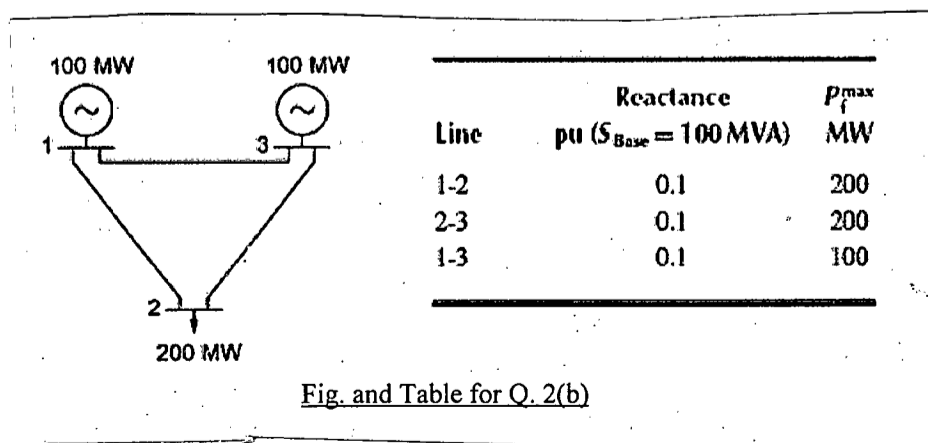 100 MW 100 MW
1 3
2
200 MW
Reactance P_f^max
Line pu (S_Base = 100 MVA) MW
1-2 0.1 200
2-3 0.1 200
1-3 0.1 100
Fig. and Table for Q. 2(b)